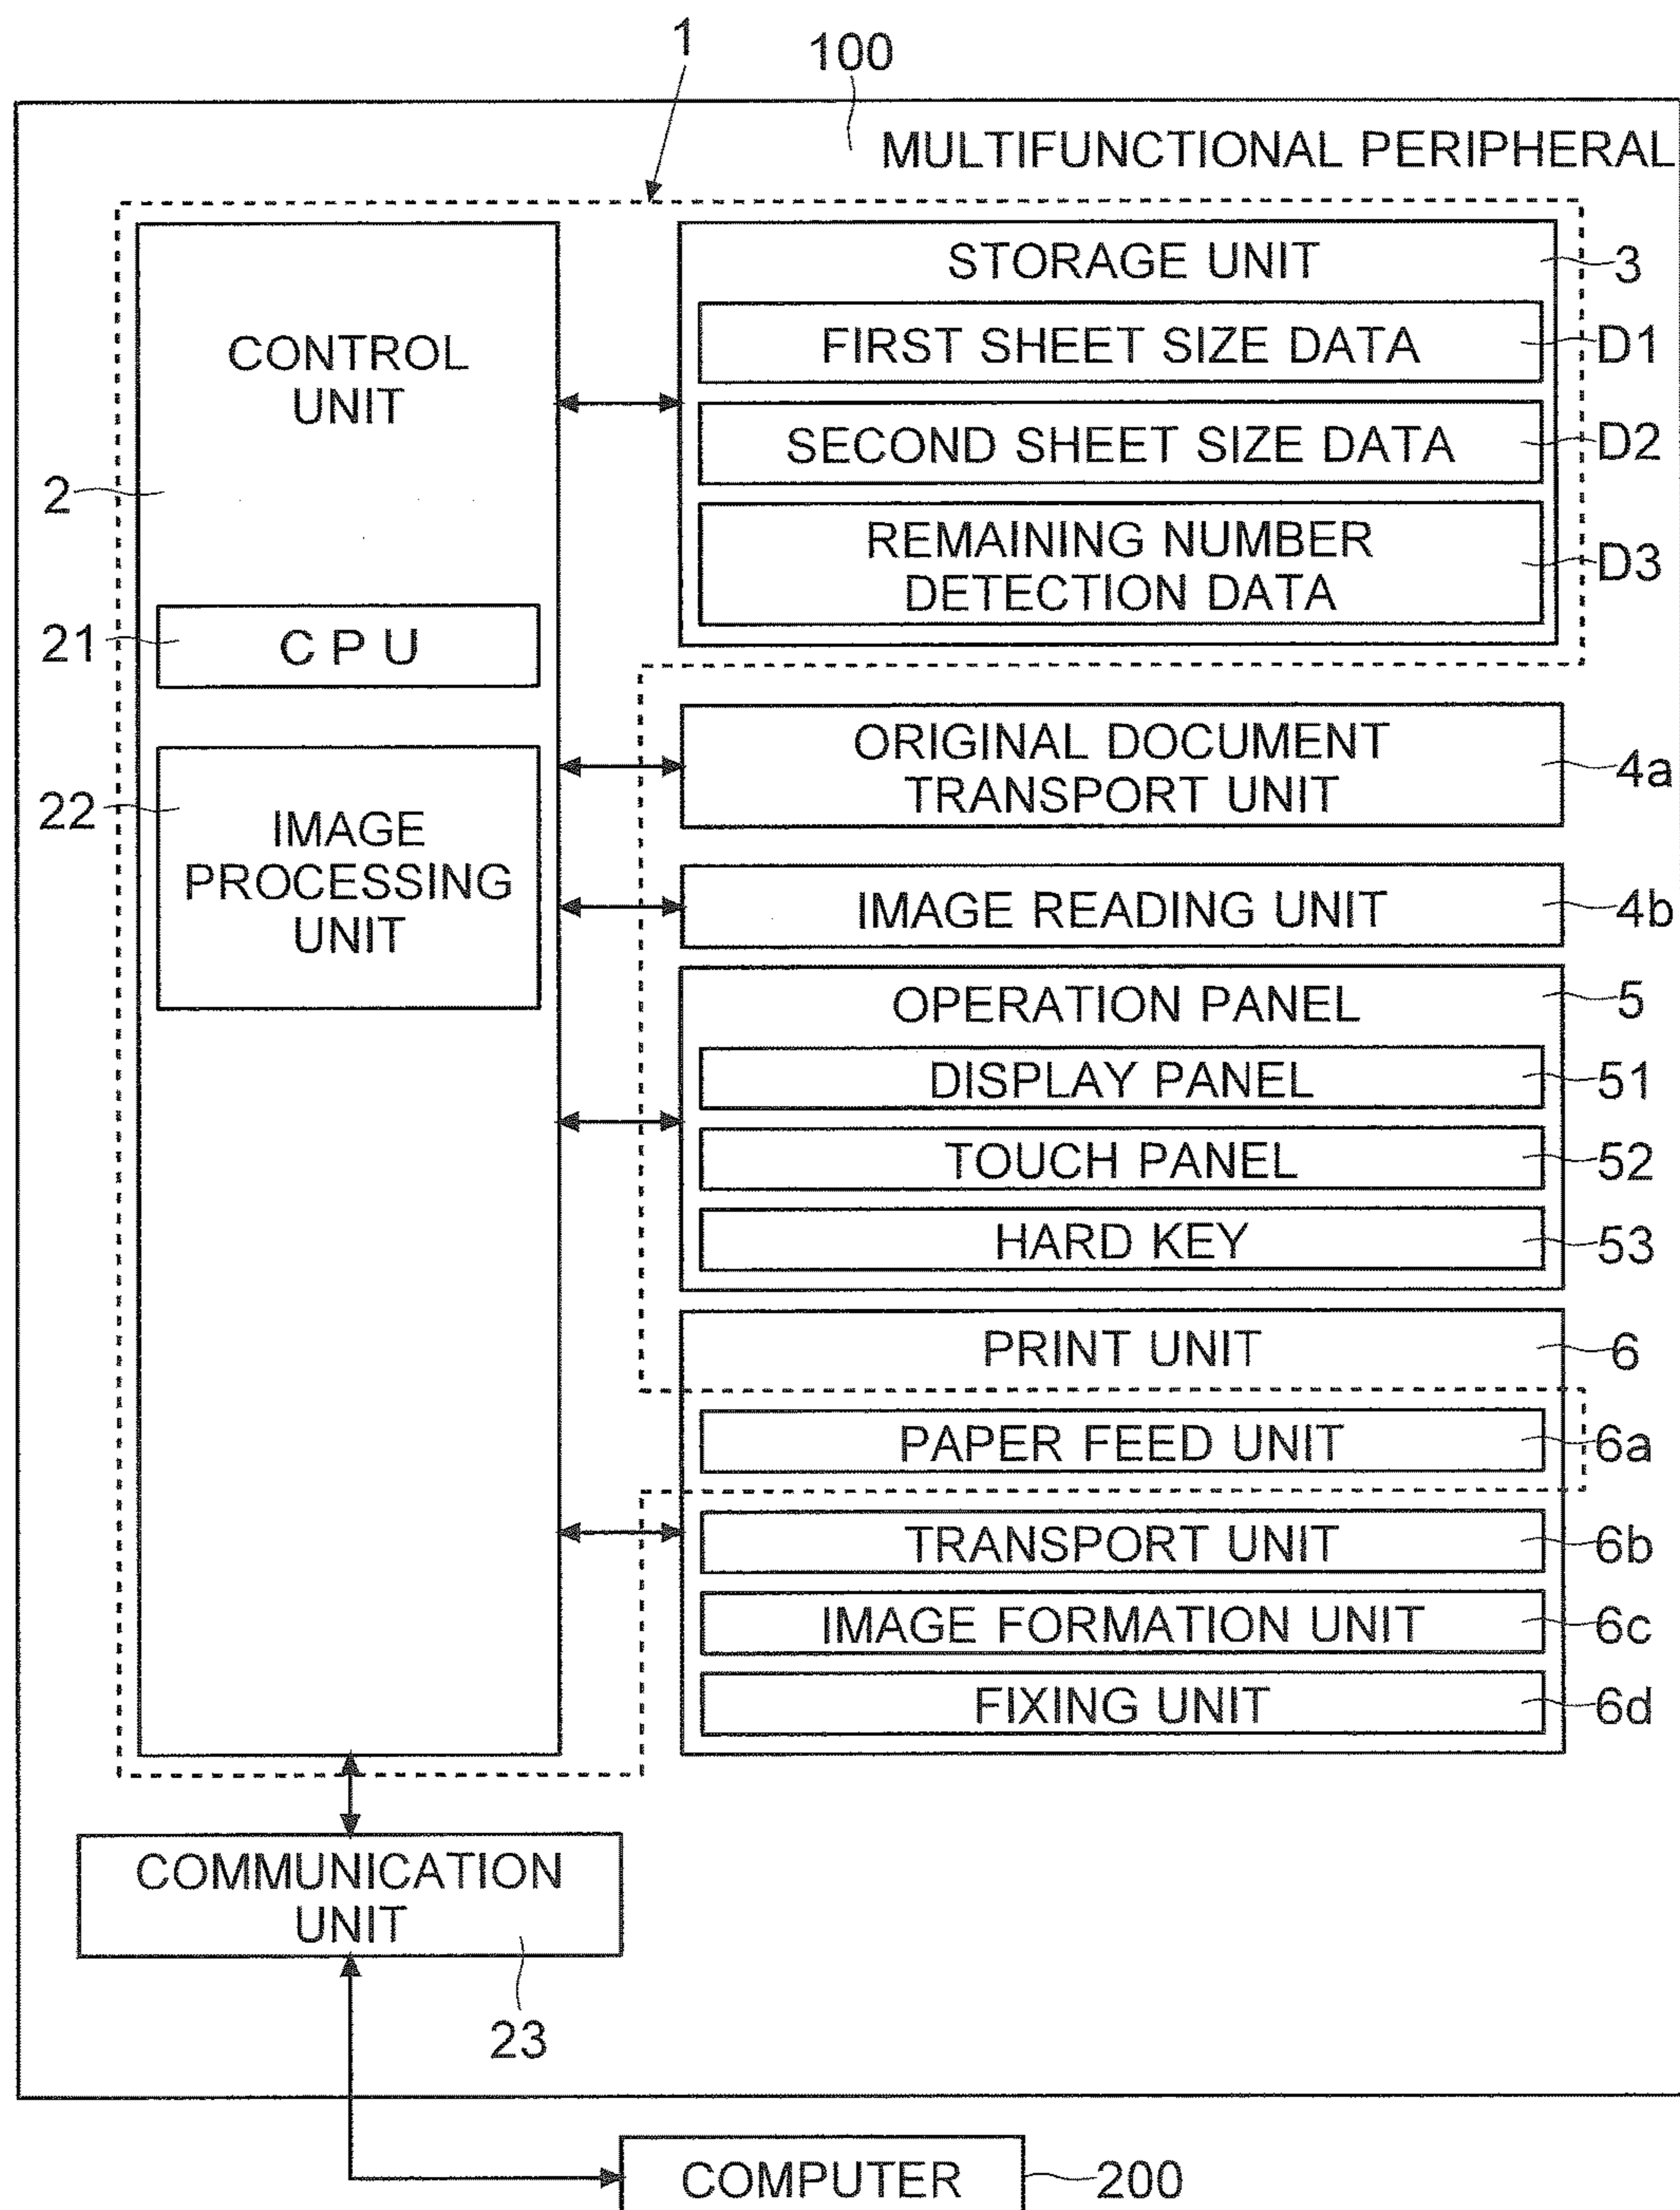 1
100
MULTIFUNCTIONAL PERIPHERAL
CONTROL
UNIT
2
CPU
21
IMAGE
PROCESSING
UNIT
22
STORAGE UNIT
3
FIRST SHEET SIZE DATA
D1
SECOND SHEET SIZE DATA
D2
REMAINING NUMBER
DETECTION DATA
D3
ORIGINAL DOCUMENT
TRANSPORT UNIT
4a
IMAGE READING UNIT
4b
OPERATION PANEL
5
DISPLAY PANEL
51
TOUCH PANEL
52
HARD KEY
53
PRINT UNIT
6
PAPER FEED UNIT
6a
TRANSPORT UNIT
6b
IMAGE FORMATION UNIT
6c
FIXING UNIT
6d
COMMUNICATION
UNIT
23
COMPUTER
200